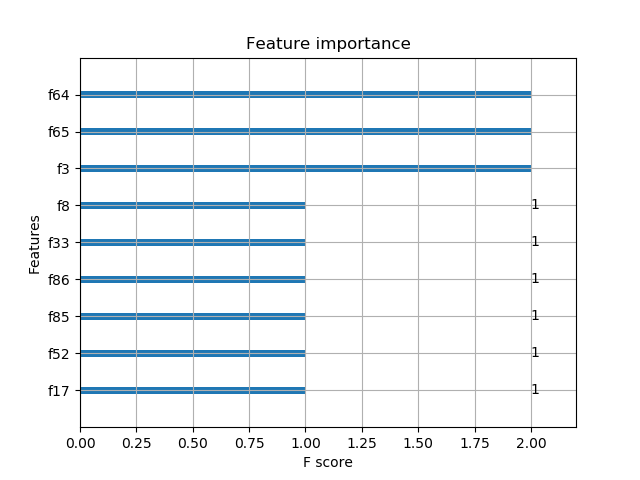 Feature importance
f64
f65
f3
f8 1
f33 1
f86 1
f85 1
f52 1
f17 1
Features
0.00 0.25 0.50 0.75 1.00 1.25 1.50 1.75 2.00
F score